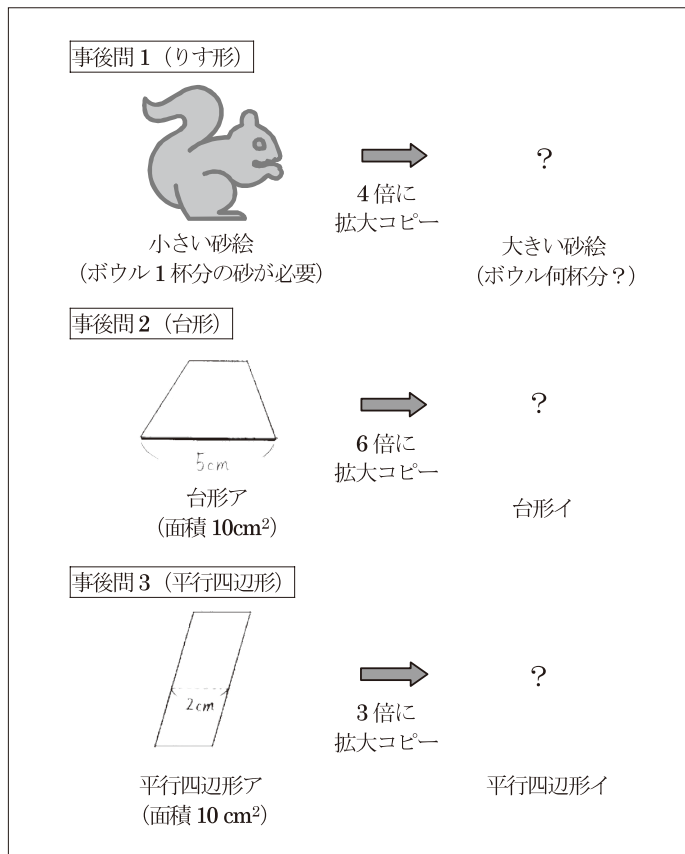 事後問1（りす形）
4倍に
拡大コピー
?
小さい砂絵
（ボウル1杯分の砂が必要）
大きい砂絵
（ボウル何杯分？）
事後問2（台形）
5cm
6倍に
拡大コピー
?
台形ア
（面積 10cm²）
台形イ
事後問3（平行四辺形）
2cm
3倍に
拡大コピー
?
平行四辺形ア
（面積 10 cm²）
平行四辺形イ